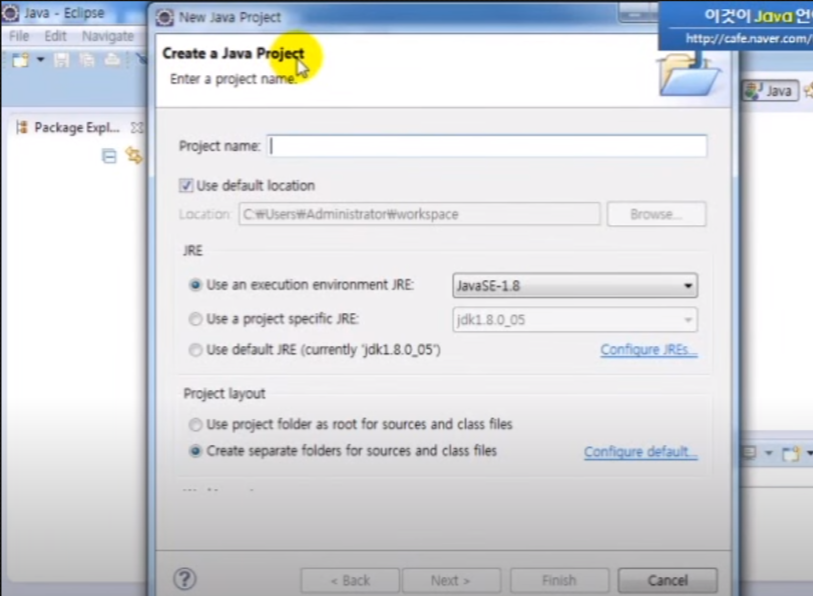 Java - Eclipse
New Java Project
이것이 Java 언
http://cafe.naver.com/
File Edit Navigate
Create a Java Project
Enter a project name.
Java
Package Expl...
Project name:
Use default location
Location: C:₩Users₩Administrator₩workspace Browse...
JRE
Use an execution environment JRE: JavaSE-1.8
Use a project specific JRE: jdk1.8.0_05
Use default JRE (currently 'jdk1.8.0_05') Configure JREs...
Project layout
Use project folder as root for sources and class files
Create separate folders for sources and class files Configure default...
? < Back Next > Finish Cancel